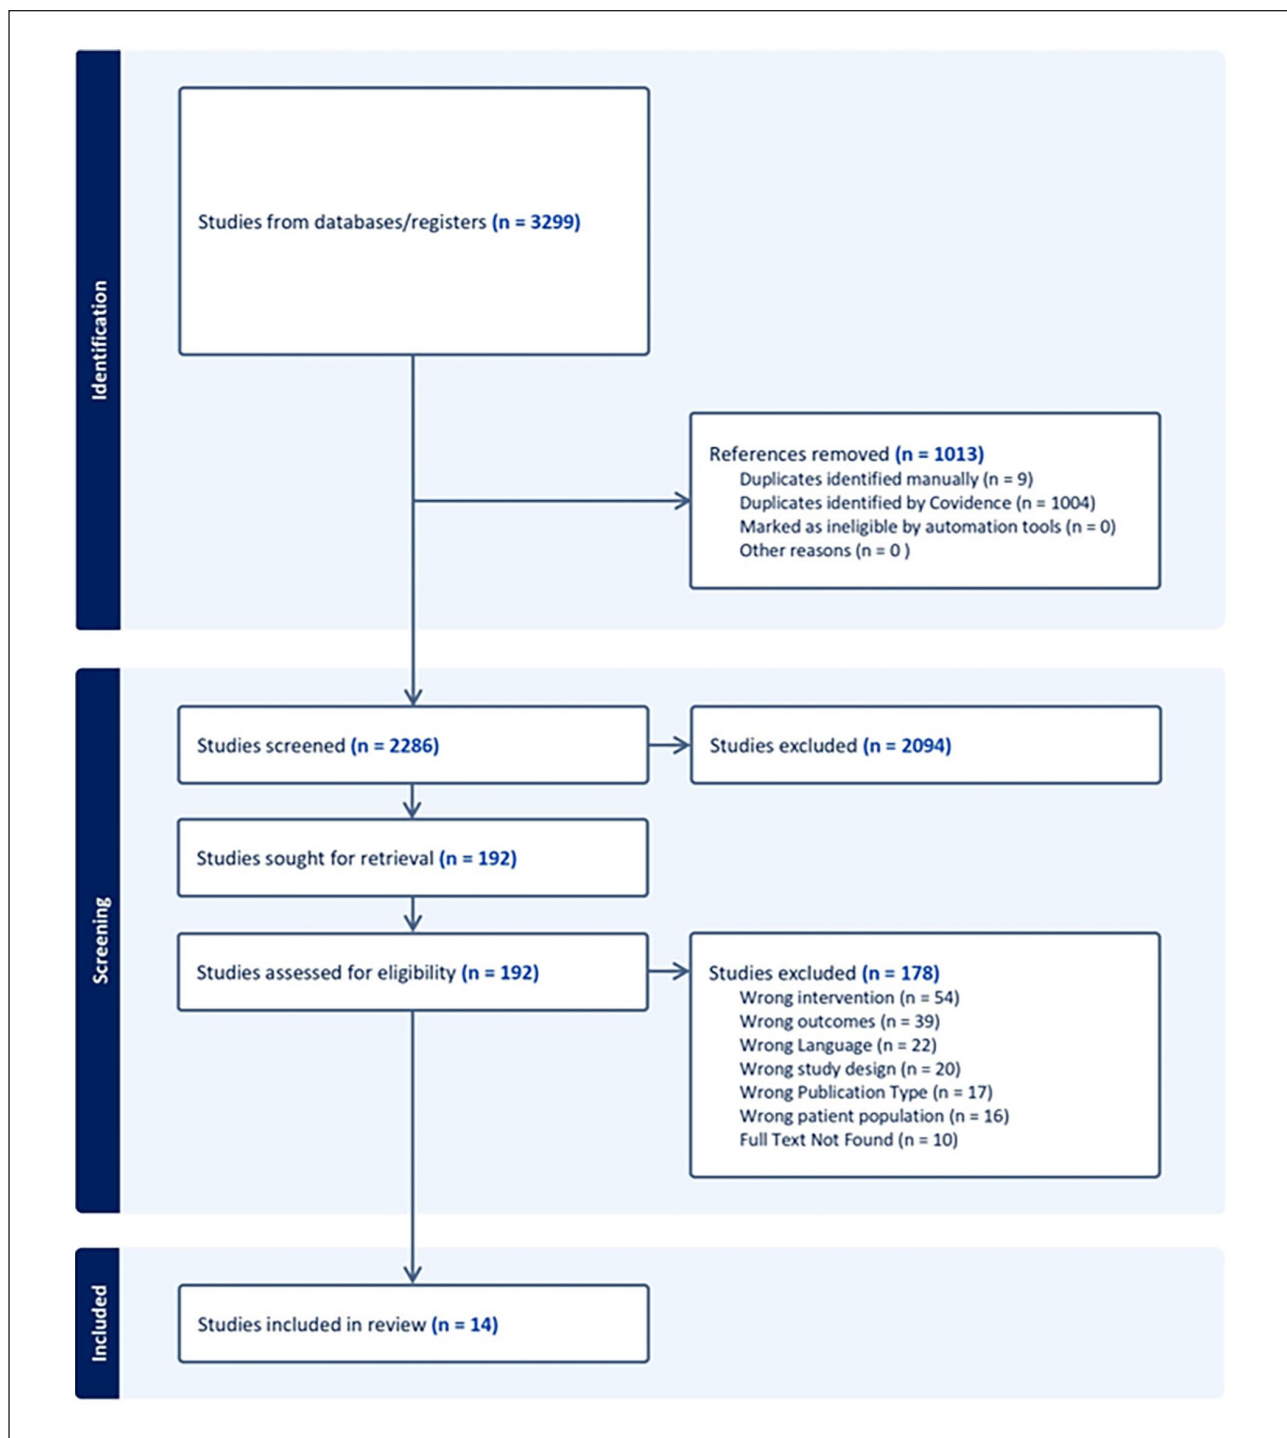 Identification
Studies from databases/registers (n = 3299)
References removed (n = 1013)
Duplicates identified manually (n = 9)
Duplicates identified by Covidence (n = 1004)
Marked as ineligible by automation tools (n = 0)
Other reasons (n = 0 )
Screening
Studies screened (n = 2286)
Studies excluded (n = 2094)
Studies sought for retrieval (n = 192)
Studies assessed for eligibility (n = 192)
Studies excluded (n = 178)
Wrong intervention (n = 54)
Wrong outcomes (n = 39)
Wrong Language (n = 22)
Wrong study design (n = 20)
Wrong Publication Type (n = 17)
Wrong patient population (n = 16)
Full Text Not Found (n = 10)
Included
Studies included in review (n = 14)